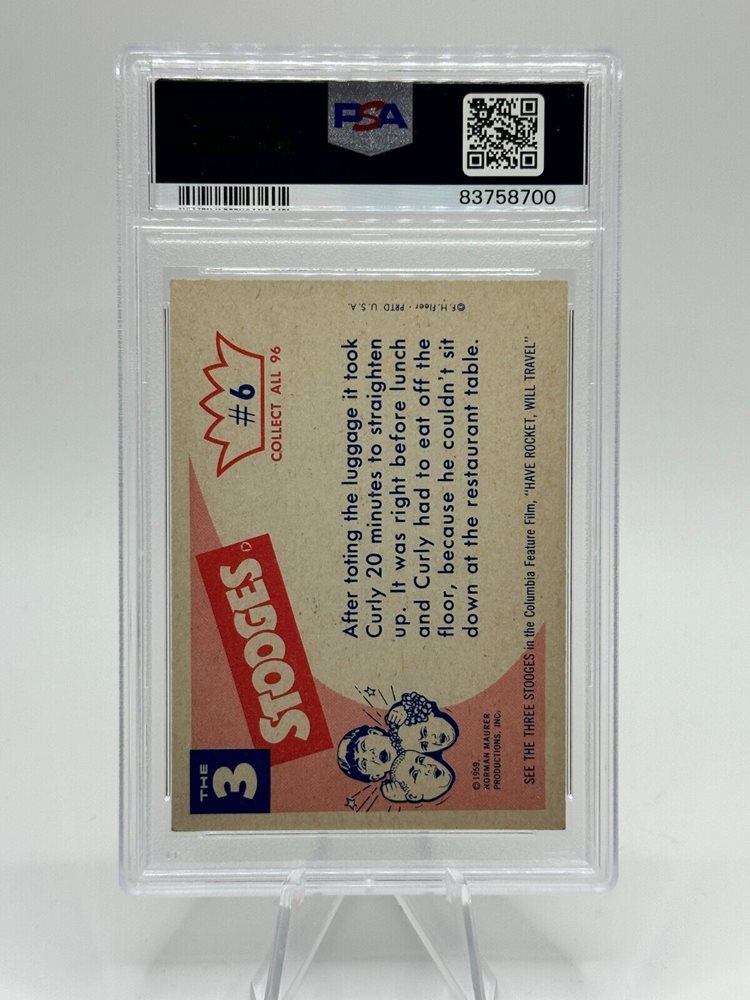 PSA
83758700
THE
3
STOOGES
#6
COLLECT ALL 96
After toting the luggage it took
Curly 20 minutes to straighten
up. It was right before lunch
and Curly had to eat off the
floor, because he couldn't sit
down at the restaurant table.
© F. H. Fleer · PRTD U. S. A.
© 1959,
NORMAN MAURER
PRODUCTIONS, INC.
SEE THE THREE STOOGES in the Columbia Feature Film, "HAVE ROCKET, WILL TRAVEL"